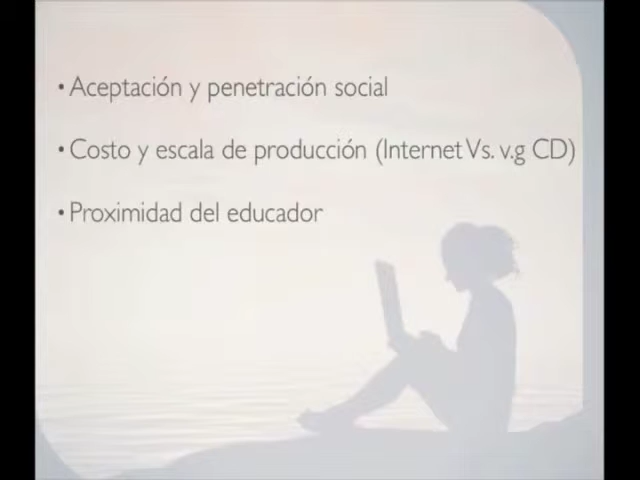 • Aceptación y penetración social
• Costo y escala de producción (Internet Vs. v.g CD)
• Proximidad del educador